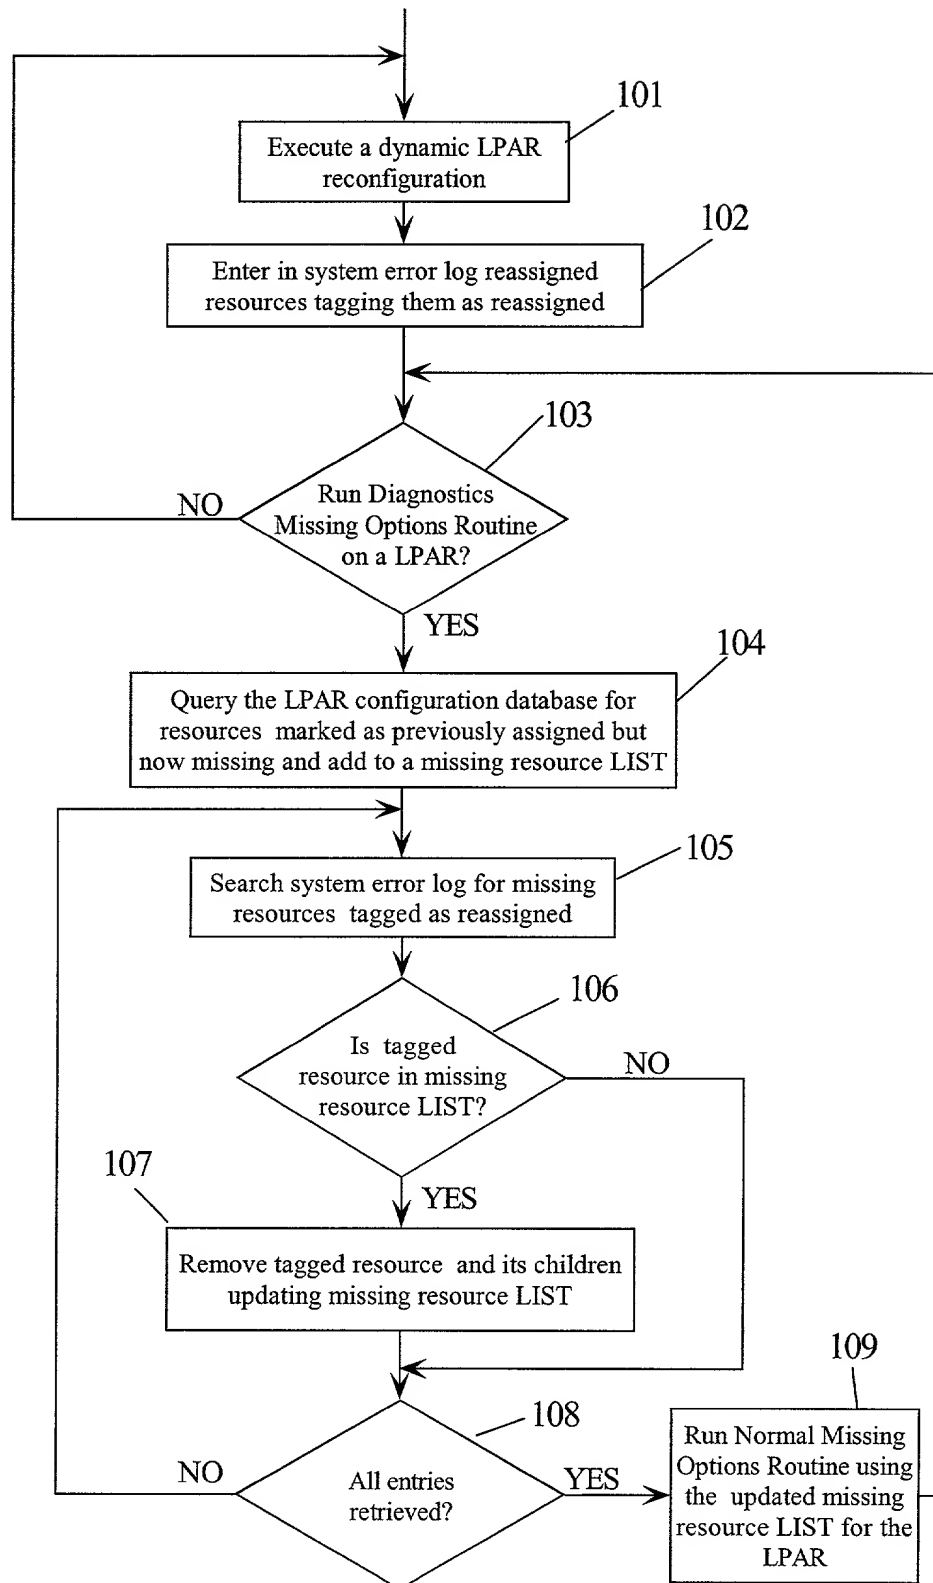 101
Execute a dynamic LPAR
reconfiguration
102
Enter in system error log reassigned
resources tagging them as reassigned
103
Run Diagnostics
Missing Options Routine
on a LPAR?
NO
YES
104
Query the LPAR configuration database for
resources marked as previously assigned but
now missing and add to a missing resource LIST
105
Search system error log for missing
resources tagged as reassigned
106
Is tagged
resource in missing
resource LIST?
NO
YES
107
Remove tagged resource and its children
updating missing resource LIST
108
All entries
retrieved?
NO
YES
109
Run Normal Missing
Options Routine using
the updated missing
resource LIST for the
LPAR